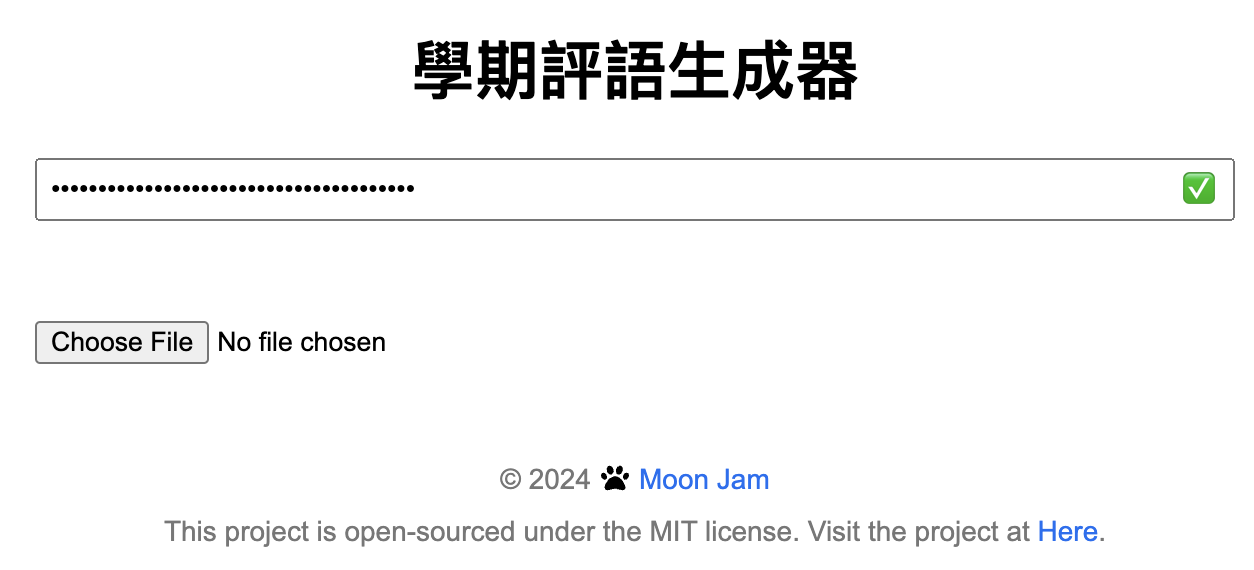 學期評語生成器
•••••••••••••••••••••••••••••••••••••••
Choose File No file chosen
© 2024 🐾 Moon Jam
This project is open-sourced under the MIT license. Visit the project at Here.